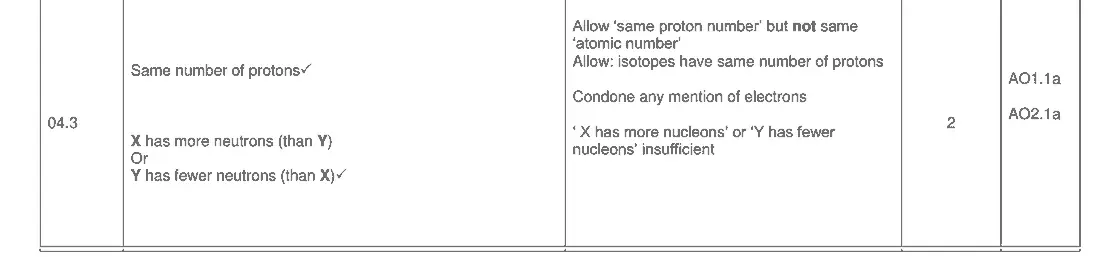 04.3
Same number of protons✓
X has more neutrons (than Y)
Or
Y has fewer neutrons (than X)✓
Allow ‘same proton number’ but not same
‘atomic number’
Allow: isotopes have same number of protons
Condone any mention of electrons
‘ X has more nucleons’ or ‘Y has fewer
nucleons’ insufficient
2
AO1.1a
AO2.1a